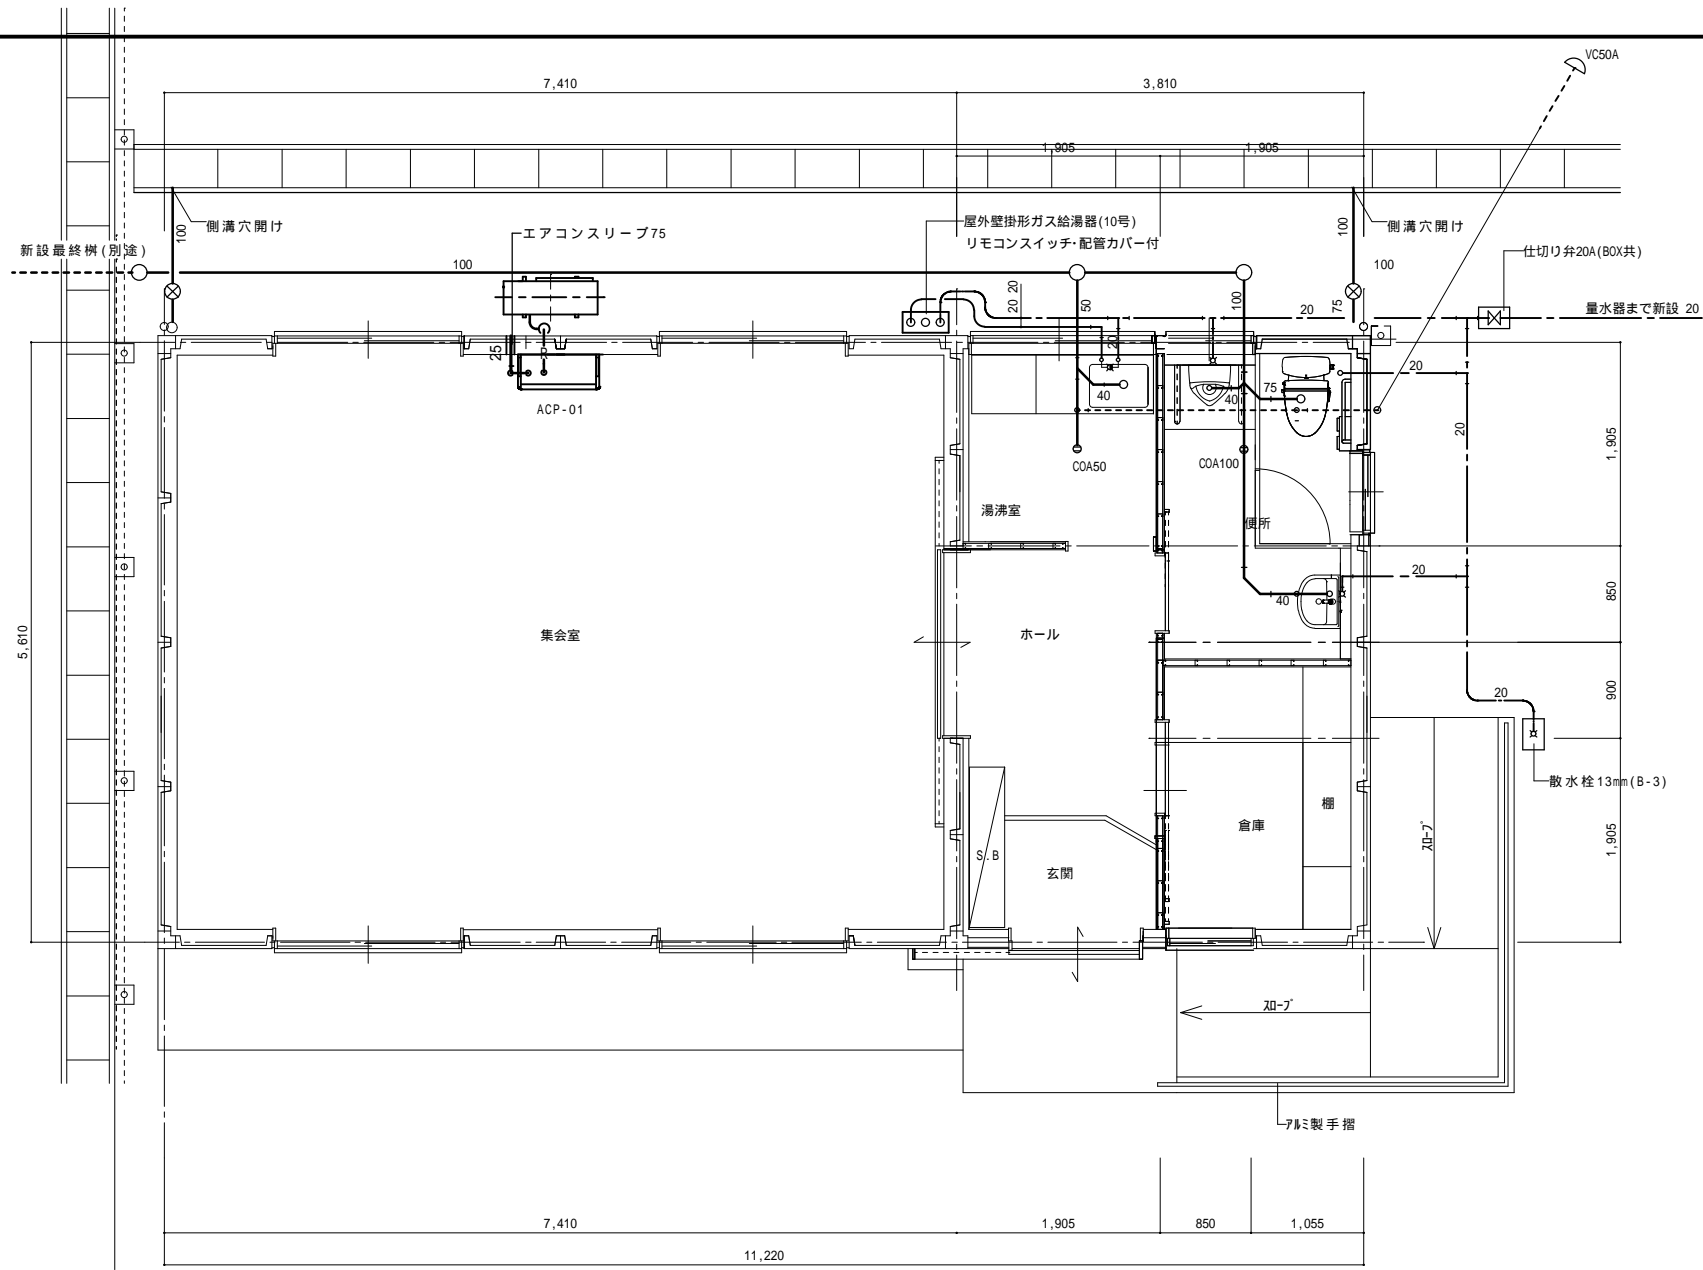 VC50A
7,410
3,810
1,905
1,905
側溝穴開け
100
新設最終桝(別途)
エアコンスリーブ75
屋外壁掛形ガス給湯器(10号)
リモコンスイッチ・配管カバー付
100
側溝穴開け
100
仕切り弁20A(BOX共)
100
20
20
50
100
75
20
量水器まで新設 20
25
20
20
ACP-01
40
40
75
20
COA50
COA100
1,905
湯沸室
便所
20
40
850
5,610
集会室
ホール
900
20
散水栓13mm(B-3)
棚
倉庫
スロープ
1,905
S.B
玄関
スロープ
アルミ製手摺
7,410
1,905
850
1,055
11,220